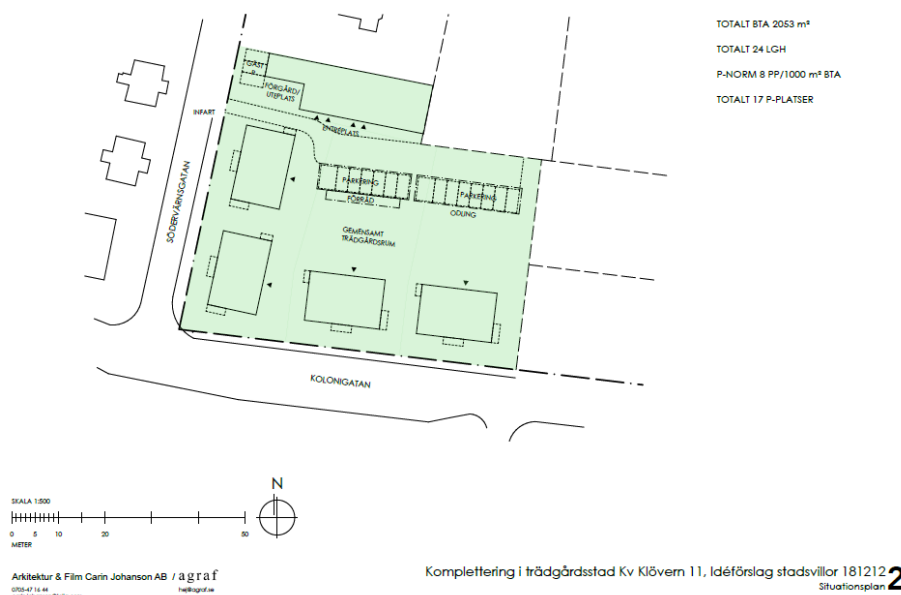 TOTALT BTA 2053 m²
TOTALT 24 LGH
P-NORM 8 PP/1000 m² BTA
TOTALT 17 P-PLATSER
GÄST
P
FÖRGÅRD/
UTEPLATS
INFART
ENTRÉPLATS
PARKERING
PARKERING
FÖRRÅD
ODLING
SÖDERVÄRNSGATAN
GEMENSAMT
TRÄDGÅRDSRUM
KOLONIGATAN
N
SKALA 1:500
0 5 10 20 50
METER
Arkitektur & Film Carin Johanson AB / agraf
0705-47 16 44 hej@agraf.se
Komplettering i trädgårdsstad Kv Klövern 11, Idéförslag stadsvillor 181212 2
Situationsplan